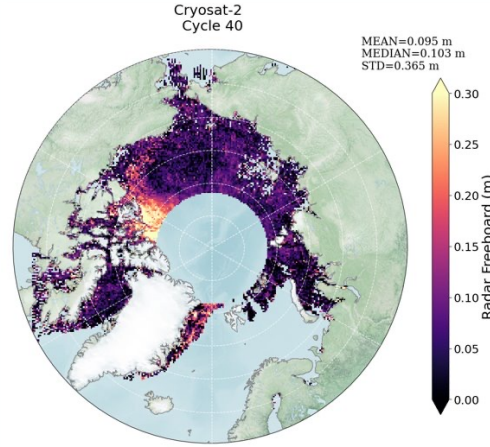 Cryosat-2
Cycle 40
MEAN=0.095 m
MEDIAN=0.103 m
STD=0.365 m
0.30
0.25
0.20
0.15
0.10
0.05
0.00
Radar Freeboard (m)